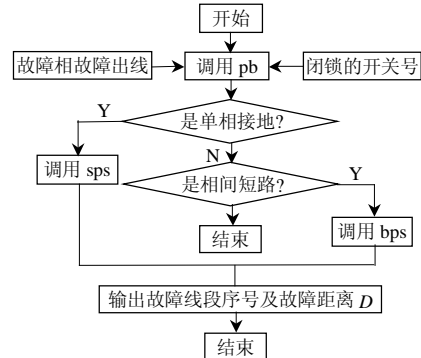 开始
故障相故障出线
调用 pb
闭锁的开关号
Y
是单相接地?
N
调用 sps
是相间短路?
Y
结束
调用 bps
输出故障线段序号及故障距离 D
结束